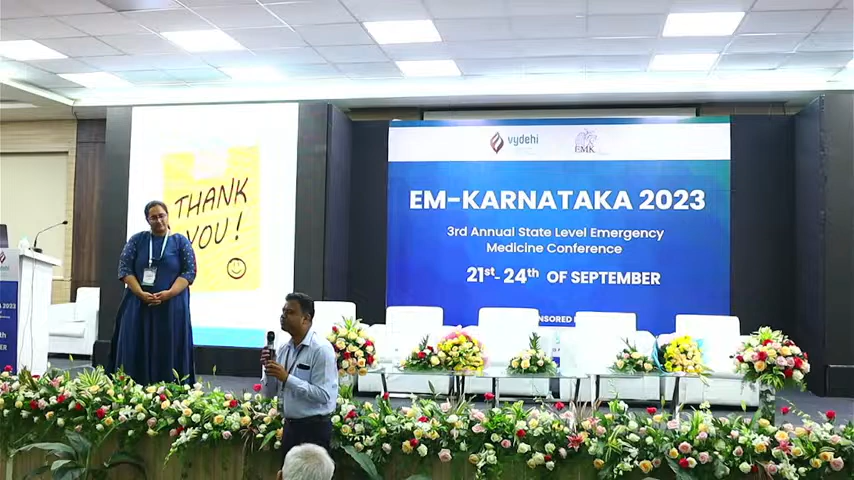 vydehi
EMK
EM-KARNATAKA 2023
3rd Annual State Level Emergency
Medicine Conference
21st- 24th OF SEPTEMBER
NSORED
THANK
YOU!
2023